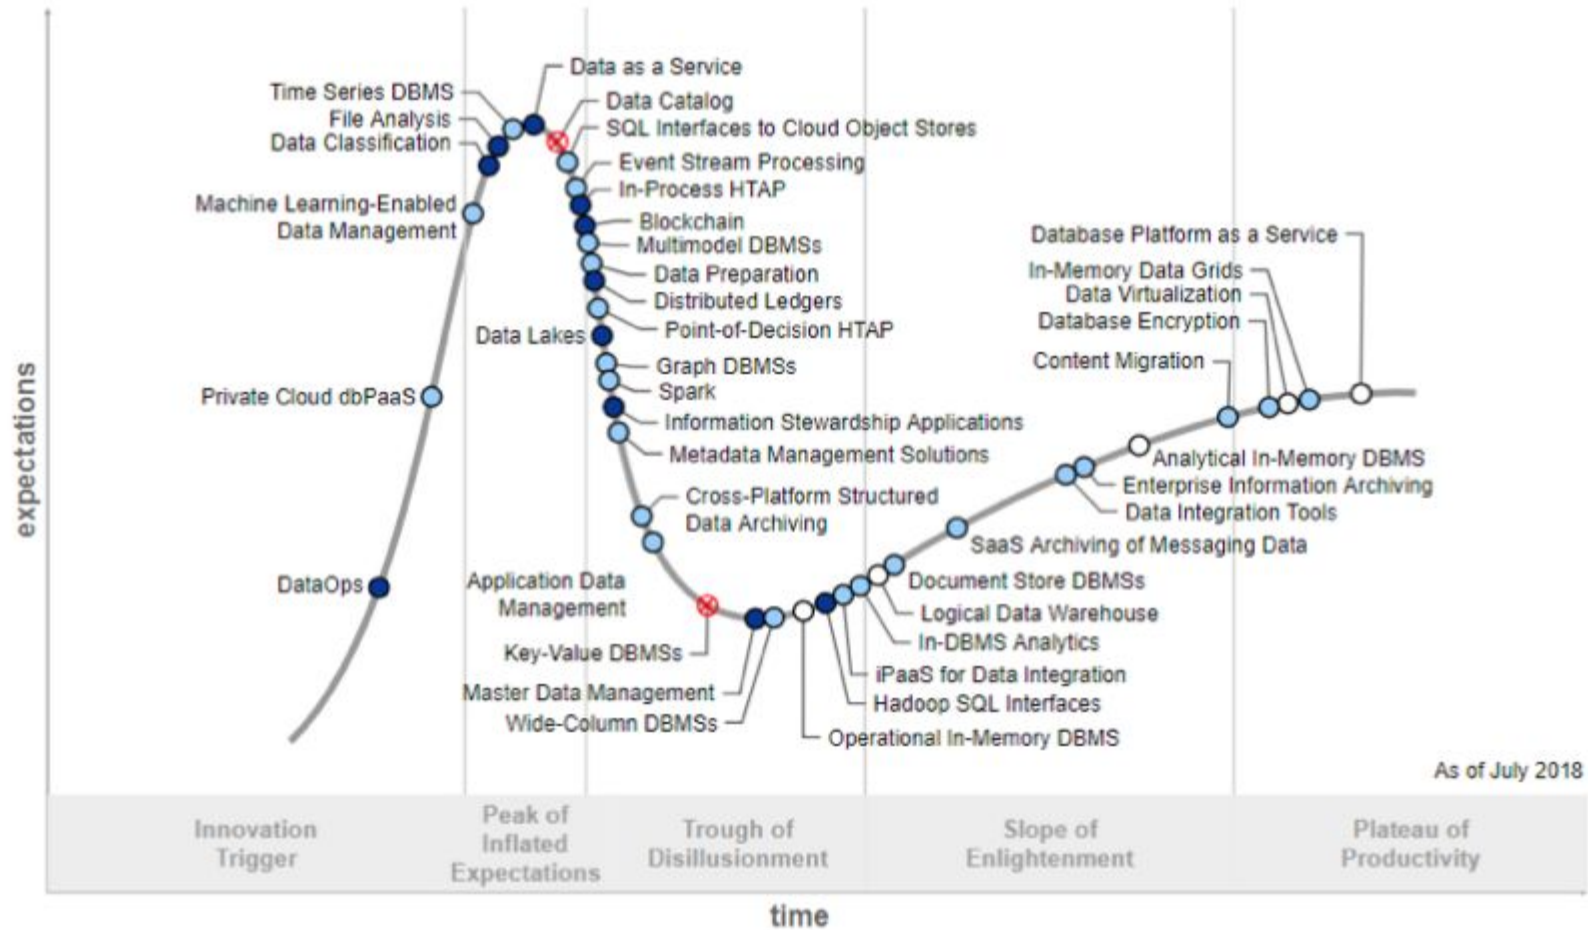 Data as a Service
Time Series DBMS
Data Catalog
File Analysis
SQL Interfaces to Cloud Object Stores
Data Classification
Event Stream Processing
In-Process HTAP
Machine Learning-Enabled
Data Management
Blockchain
Multimodel DBMSs
Data Preparation
Distributed Ledgers
Point-of-Decision HTAP
Data Lakes
Graph DBMSs
Spark
Private Cloud dbPaaS
Information Stewardship Applications
Metadata Management Solutions
Cross-Platform Structured
Data Archiving
DataOps
Application Data
Management
Key-Value DBMSs
Master Data Management
Wide-Column DBMSs
Database Platform as a Service
In-Memory Data Grids
Data Virtualization
Database Encryption
Content Migration
Analytical In-Memory DBMS
Enterprise Information Archiving
Data Integration Tools
SaaS Archiving of Messaging Data
Document Store DBMSs
Logical Data Warehouse
In-DBMS Analytics
iPaaS for Data Integration
Hadoop SQL Interfaces
Operational In-Memory DBMS
As of July 2018
expectations
Innovation
Trigger
Peak of
Inflated
Expectations
Trough of
Disillusionment
Slope of
Enlightenment
Plateau of
Productivity
time